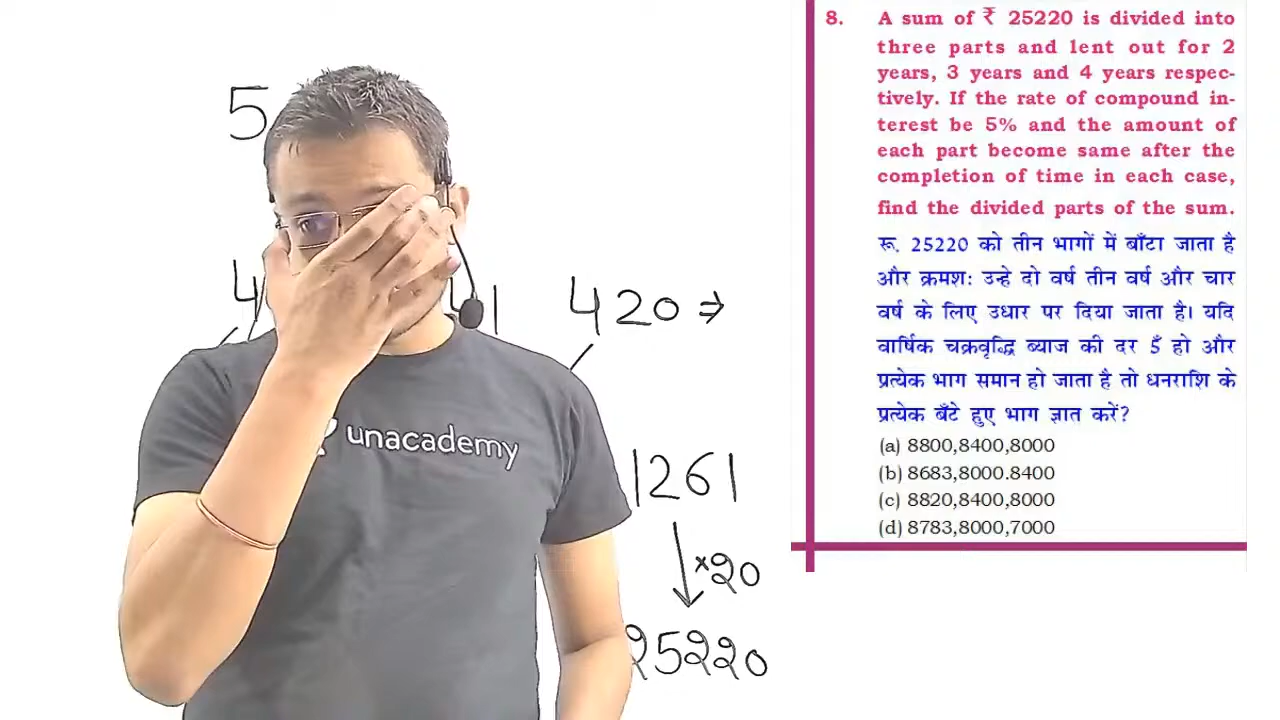 8. A sum of ₹ 25220 is divided into
three parts and lent out for 2
years, 3 years and 4 years respec-
tively. If the rate of compound in-
terest be 5% and the amount of
each part become same after the
completion of time in each case,
find the divided parts of the sum.
रू. 25220 को तीन भागों में बाँटा जाता है
और क्रमशः उन्हे दो वर्ष तीन वर्ष और चार
वर्ष के लिए उधार पर दिया जाता है। यदि
वार्षिक चक्रवृद्धि ब्याज की दर 5 हो और
प्रत्येक भाग समान हो जाता है तो धनराशि के
प्रत्येक बँटे हुए भाग ज्ञात करें?
(a) 8800,8400,8000
(b) 8683,8000.8400
(c) 8820,8400,8000
(d) 8783,8000,7000
5
4
41
420 ⇒
unacademy
1261
×20
25220